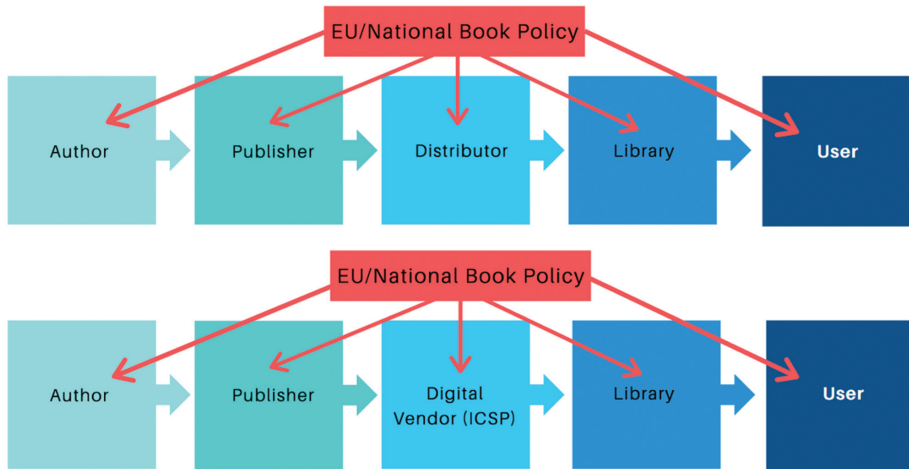 EU/National Book Policy
Author
Publisher
Distributor
Library
User
EU/National Book Policy
Author
Publisher
Digital
Vendor (ICSP)
Library
User